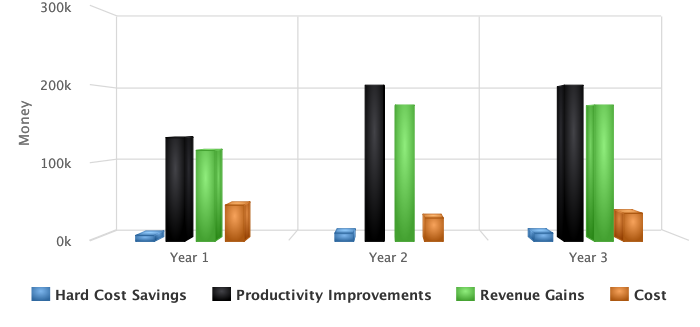 300k
200k
100k
0k
Money
Year 1 Year 2 Year 3
Hard Cost Savings Productivity Improvements Revenue Gains Cost